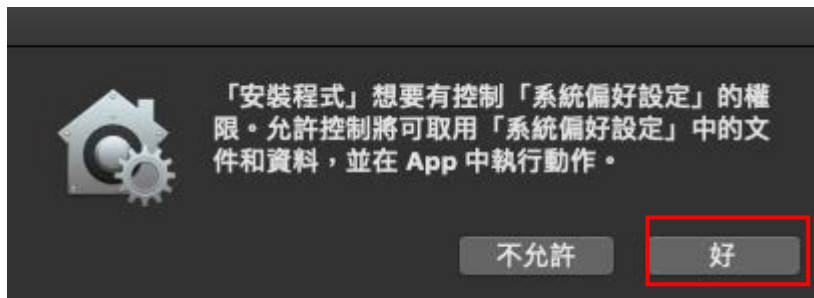 「安裝程式」想要有控制「系統偏好設定」的權
限。允許控制將可取用「系統偏好設定」中的文
件和資料，並在 App 中執行動作。
不允許
好